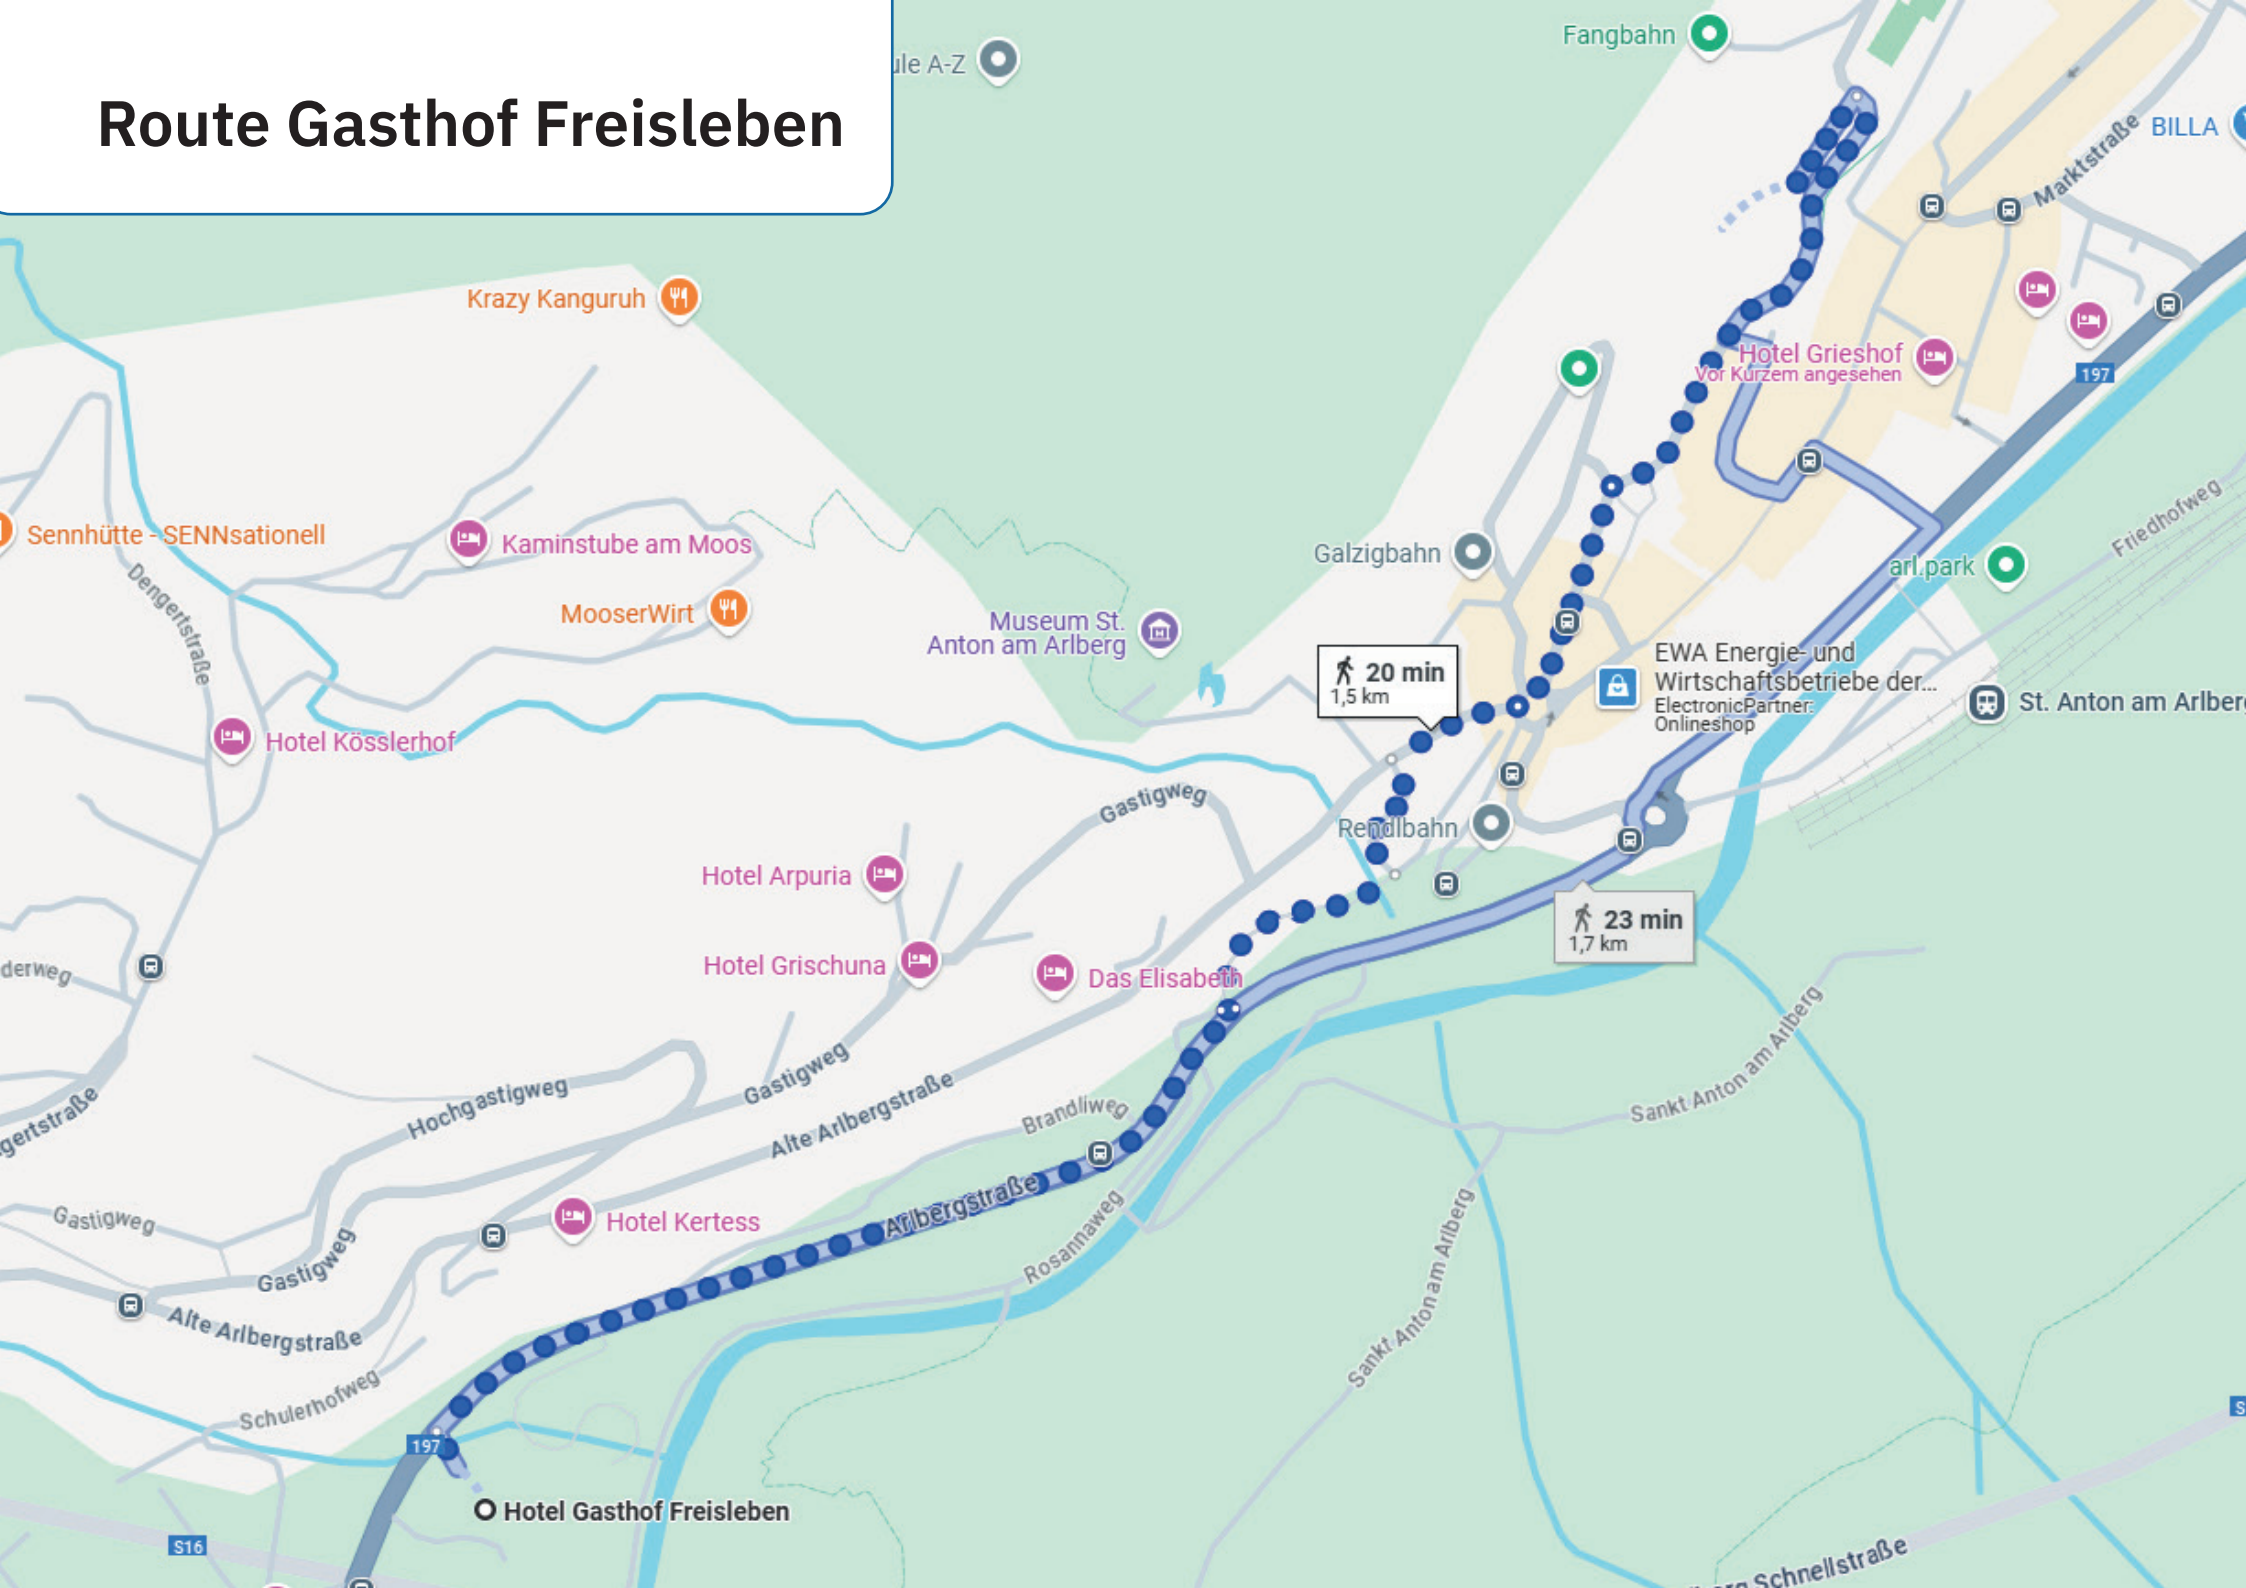 Route Gasthof Freisleben
ule A-Z
Fangbahn
BILLA
Marktstraße
Krazy Kanguruh
Hotel Grieshof
Vor Kurzem angesehen
197
Sennhütte - SENNsationell
Kaminstube am Moos
Galzigbahn
Friedhofweg
arl.park
Dengertstraße
MooserWirt
Museum St.
Anton am Arlberg
20 min
1,5 km
EWA Energie- und
Wirtschaftsbetriebe der...
ElectronicPartner:
Onlineshop
St. Anton am Arlberg
Hotel Kösslerhof
Gastigweg
Rendlbahn
Hotel Arpuria
23 min
1,7 km
Hotel Grischuna
Das Elisabeth
derweg
Gastigweg
Hochgastigweg
Alte Arlbergstraße
Brandliweg
Sankt Anton am Arlberg
gertstraße
Arlbergstraße
Rosannaweg
Sankt Anton am Arlberg
Gastigweg
Hotel Kertess
Gastigweg
Alte Arlbergstraße
Schulerhofweg
197
S
Hotel Gasthof Freisleben
S16
erg Schnellstraße